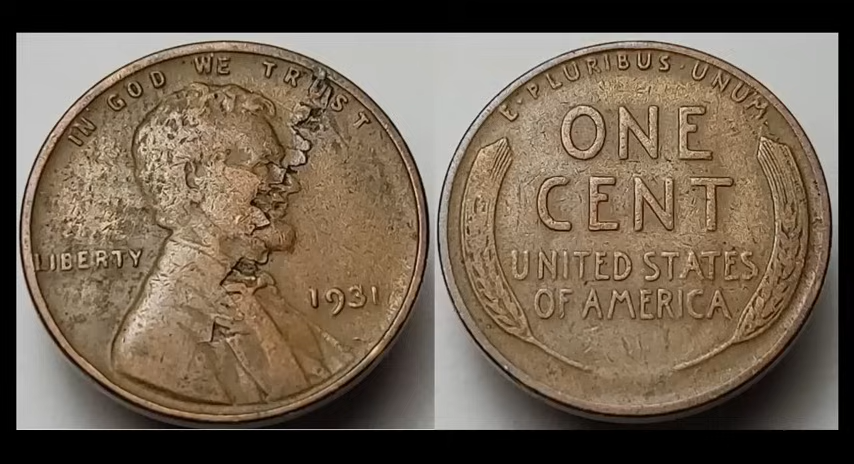 IN GOD WE TRUST
LIBERTY
1931
E·PLURIBUS·UNUM
ONE
CENT
UNITED STATES
OF AMERICA